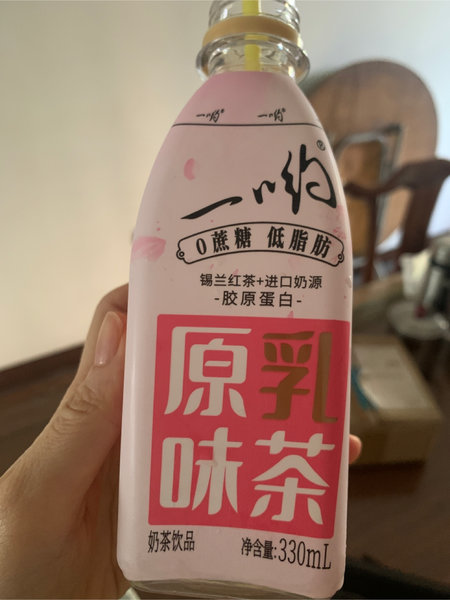 一哟® 一哟®
一哟®
0蔗糖 低脂肪
锡兰红茶+进口奶源
-胶原蛋白-
原乳
味茶
奶茶饮品 净含量:330mL